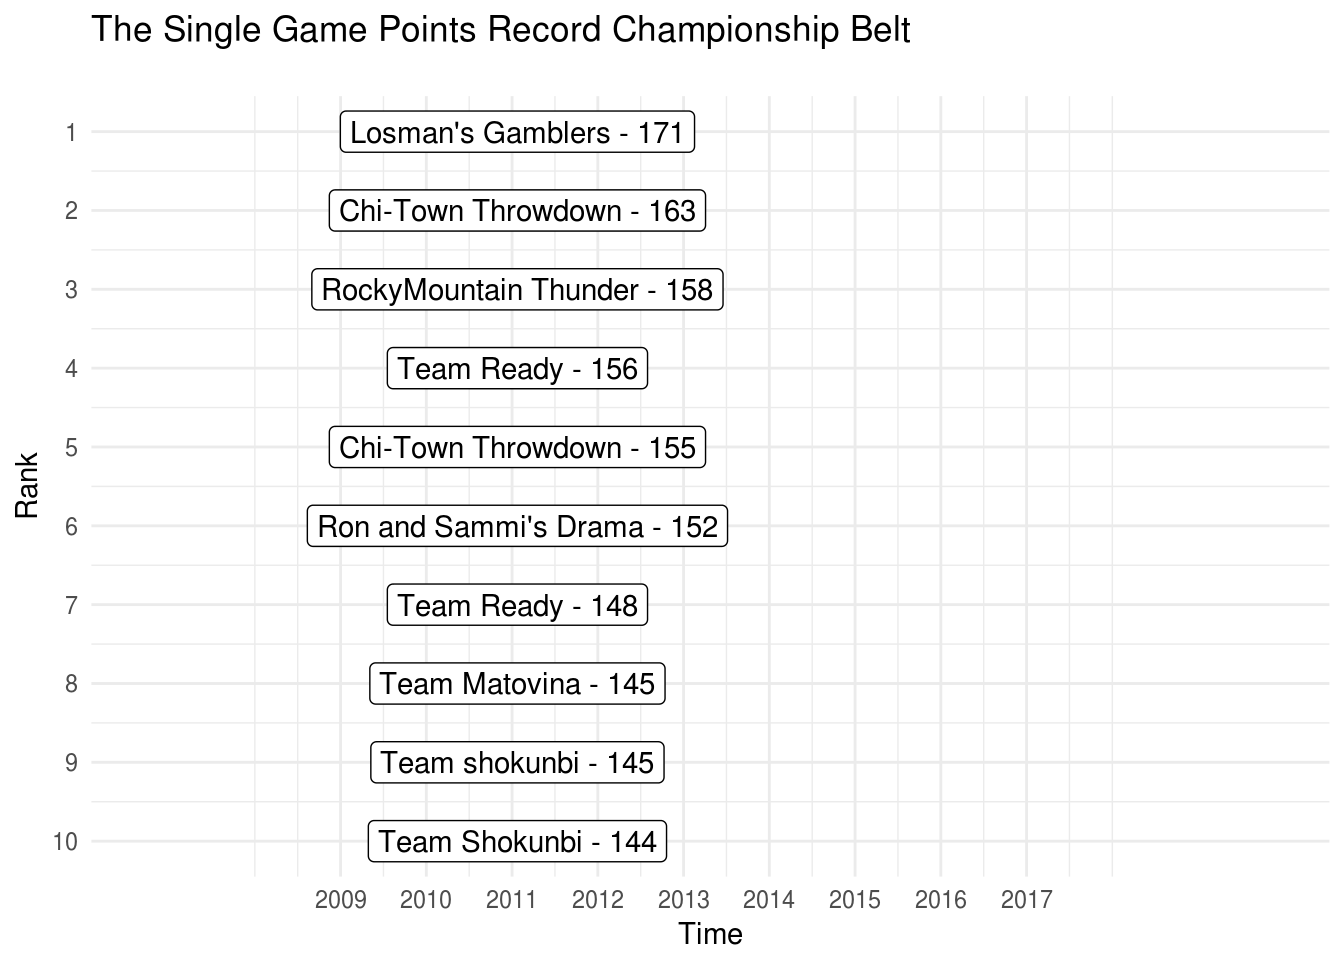 The Single Game Points Record Championship Belt
1
Losman's Gamblers - 171
2
Chi-Town Throwdown - 163
3
RockyMountain Thunder - 158
4
Team Ready - 156
5
Chi-Town Throwdown - 155
Rank
6
Ron and Sammi's Drama - 152
7
Team Ready - 148
8
Team Matovina - 145
9
Team shokunbi - 145
10
Team Shokunbi - 144
2009 2010 2011 2012 2013 2014 2015 2016 2017
Time